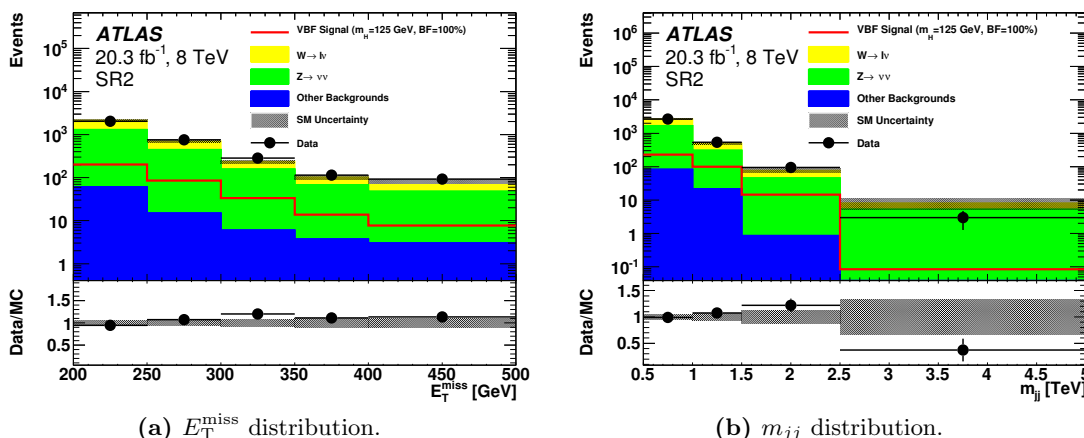 Events
ATLAS
20.3 fb⁻¹, 8 TeV
SR2
VBF Signal (m_H=125 GeV, BF=100%)
W→ lν
Z→ νν
Other Backgrounds
SM Uncertainty
Data
10⁵
10⁴
10³
10²
10
1
Data/MC
1.5
1
0.5
200 250 300 350 400 450 500
E_T^miss [GeV]
(a) E_T^miss distribution.
Events
ATLAS
20.3 fb⁻¹, 8 TeV
SR2
VBF Signal (m_H=125 GeV, BF=100%)
W→ lν
Z→ νν
Other Backgrounds
SM Uncertainty
Data
10⁶
10⁵
10⁴
10³
10²
10
1
10⁻¹
Data/MC
1.5
1
0.5
0.5 1 1.5 2 2.5 3 3.5 4 4.5 5
m_jj [TeV]
(b) m_jj distribution.